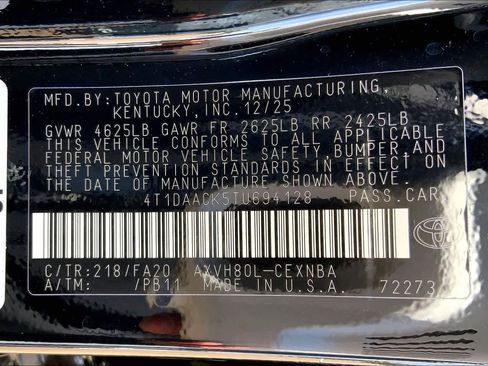 MFD.BY:TOYOTA MOTOR MANUFACTURING,
KENTUCKY,INC.12/25
GVWR 4625LB GAWR FR 2625LB RR 2425LB
THIS VEHICLE CONFORMS TO ALL APPLICABLE
FEDERAL MOTOR VEHICLE SAFETY,BUMPER,AND
THEFT PREVENTION STANDARDS IN EFFECT ON
THE DATE OF MANUFACTURE SHOWN ABOVE.
4T1DAACK5TU694128 PASS.CAR
C/TR:218/FA20 AXVH80L-CEXNBA
A/TM: /PB11 MADE IN U.S.A. 72273